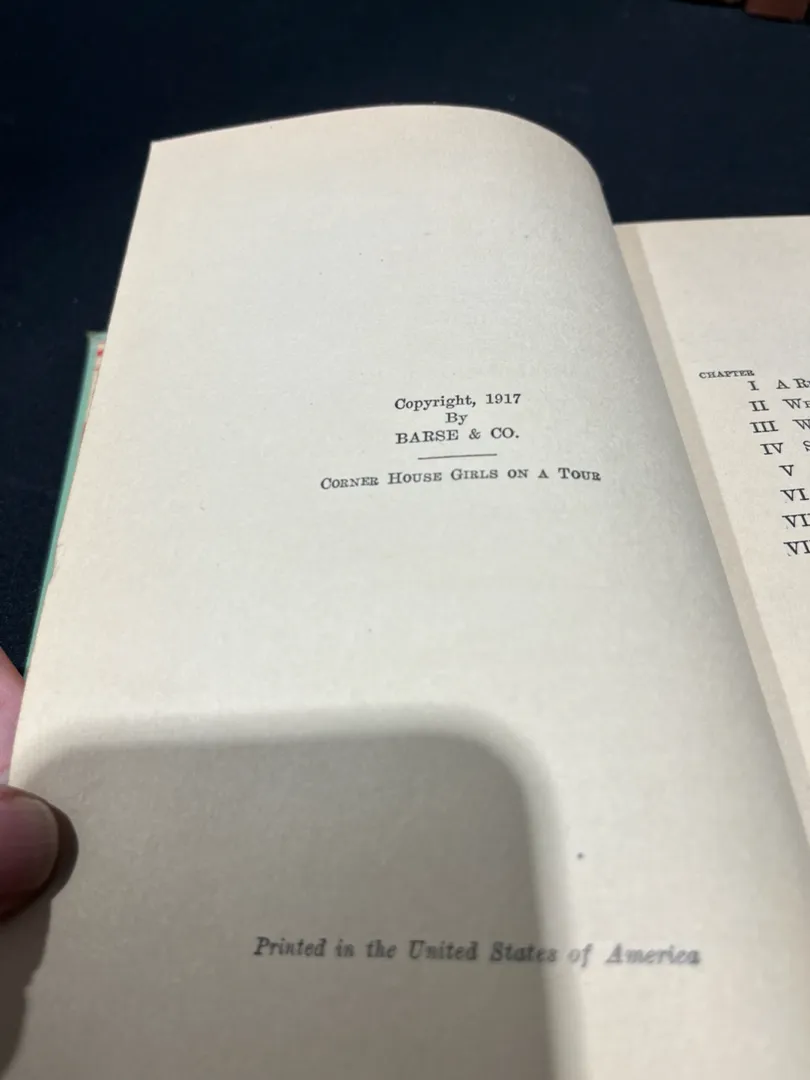 Copyright, 1917
By
BARSE & CO.
CORNER HOUSE GIRLS ON A TOUR
Printed in the United States of America
CHAPTER
I A
II
III
IV
V
VI